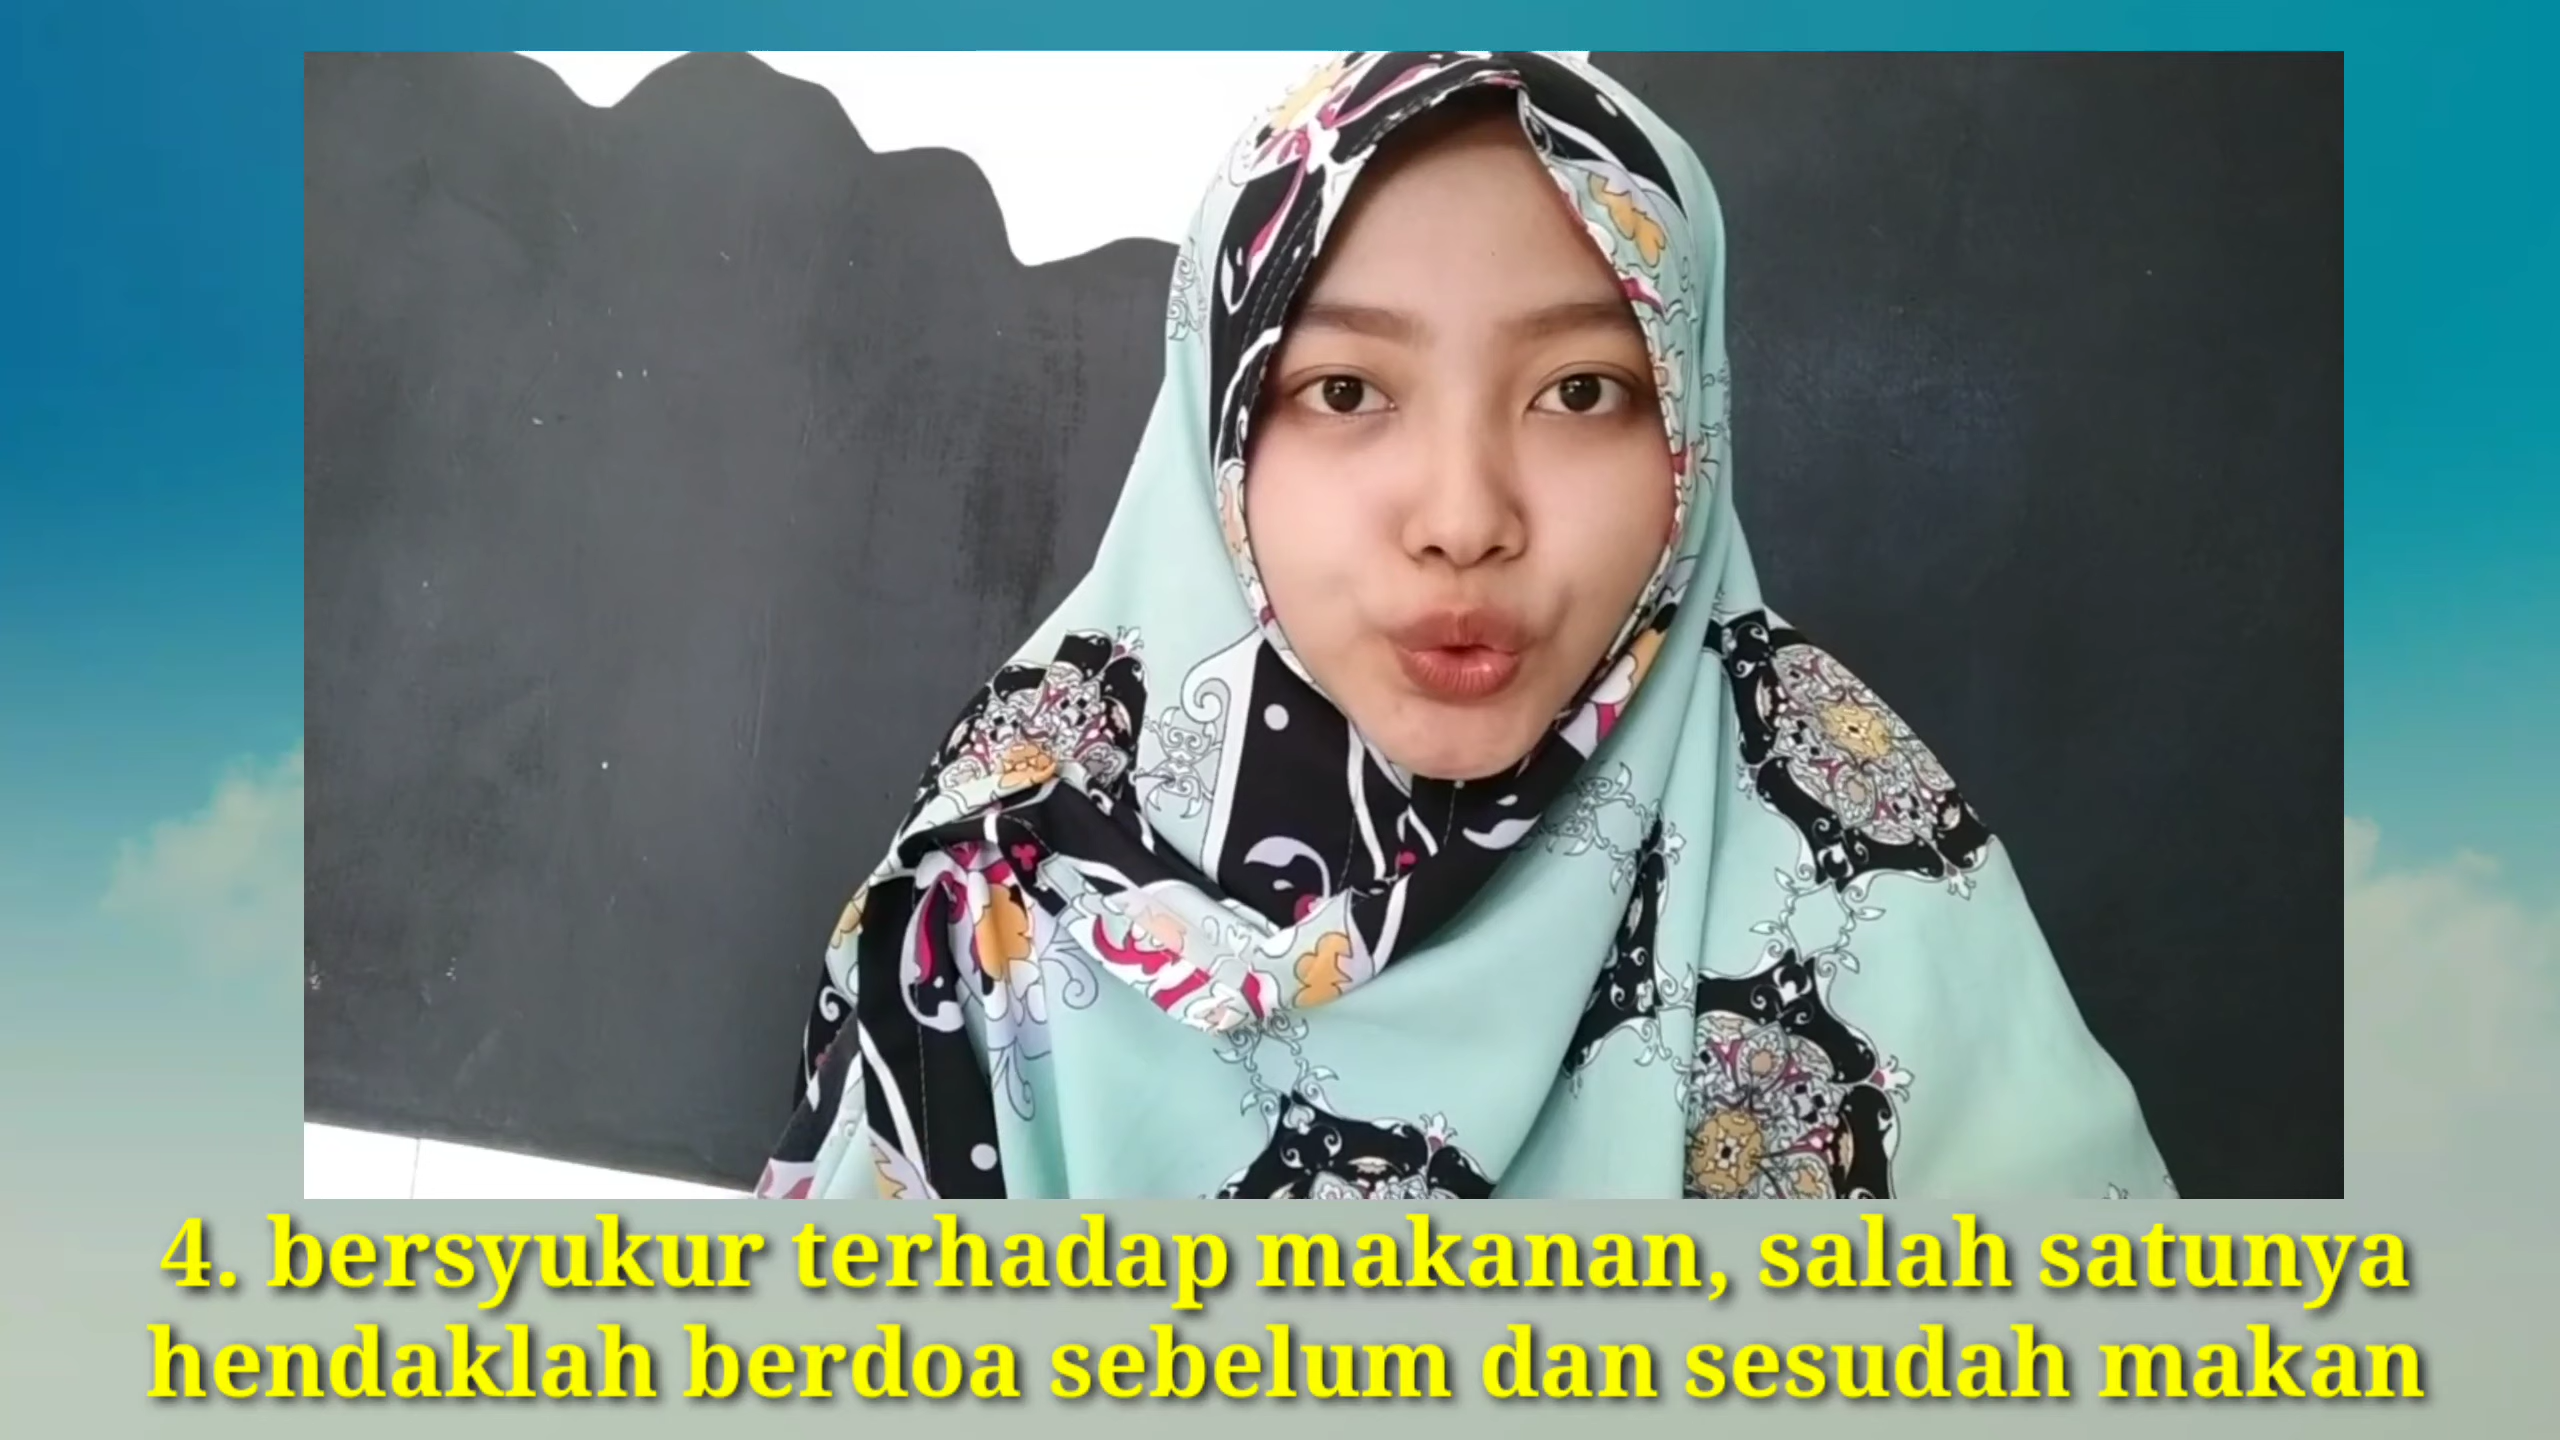 4. bersyukur terhadap makanan, salah satunya
hendaklah berdoa sebelum dan sesudah makan